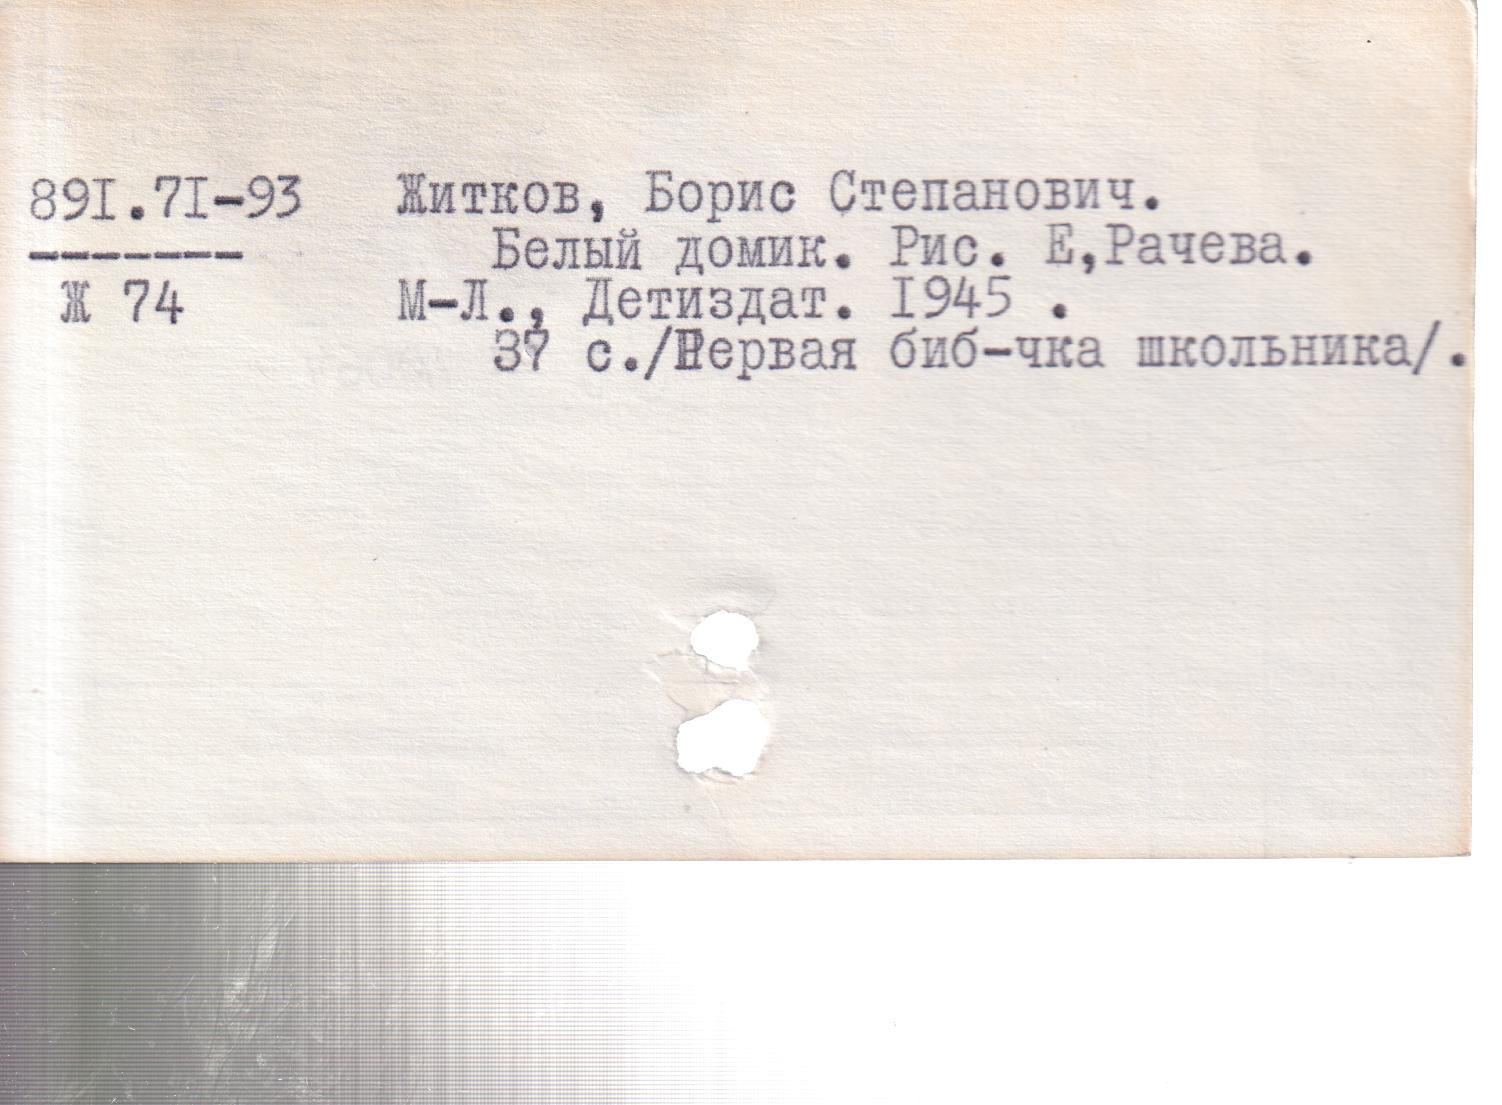 891.71-93 Житков, Борис Степанович.
------- Белый домик. Рис. Е,Рачева.
Ж 74 М-Л., Детиздат. 1945 .
37 с./Первая биб-чка школьника/.